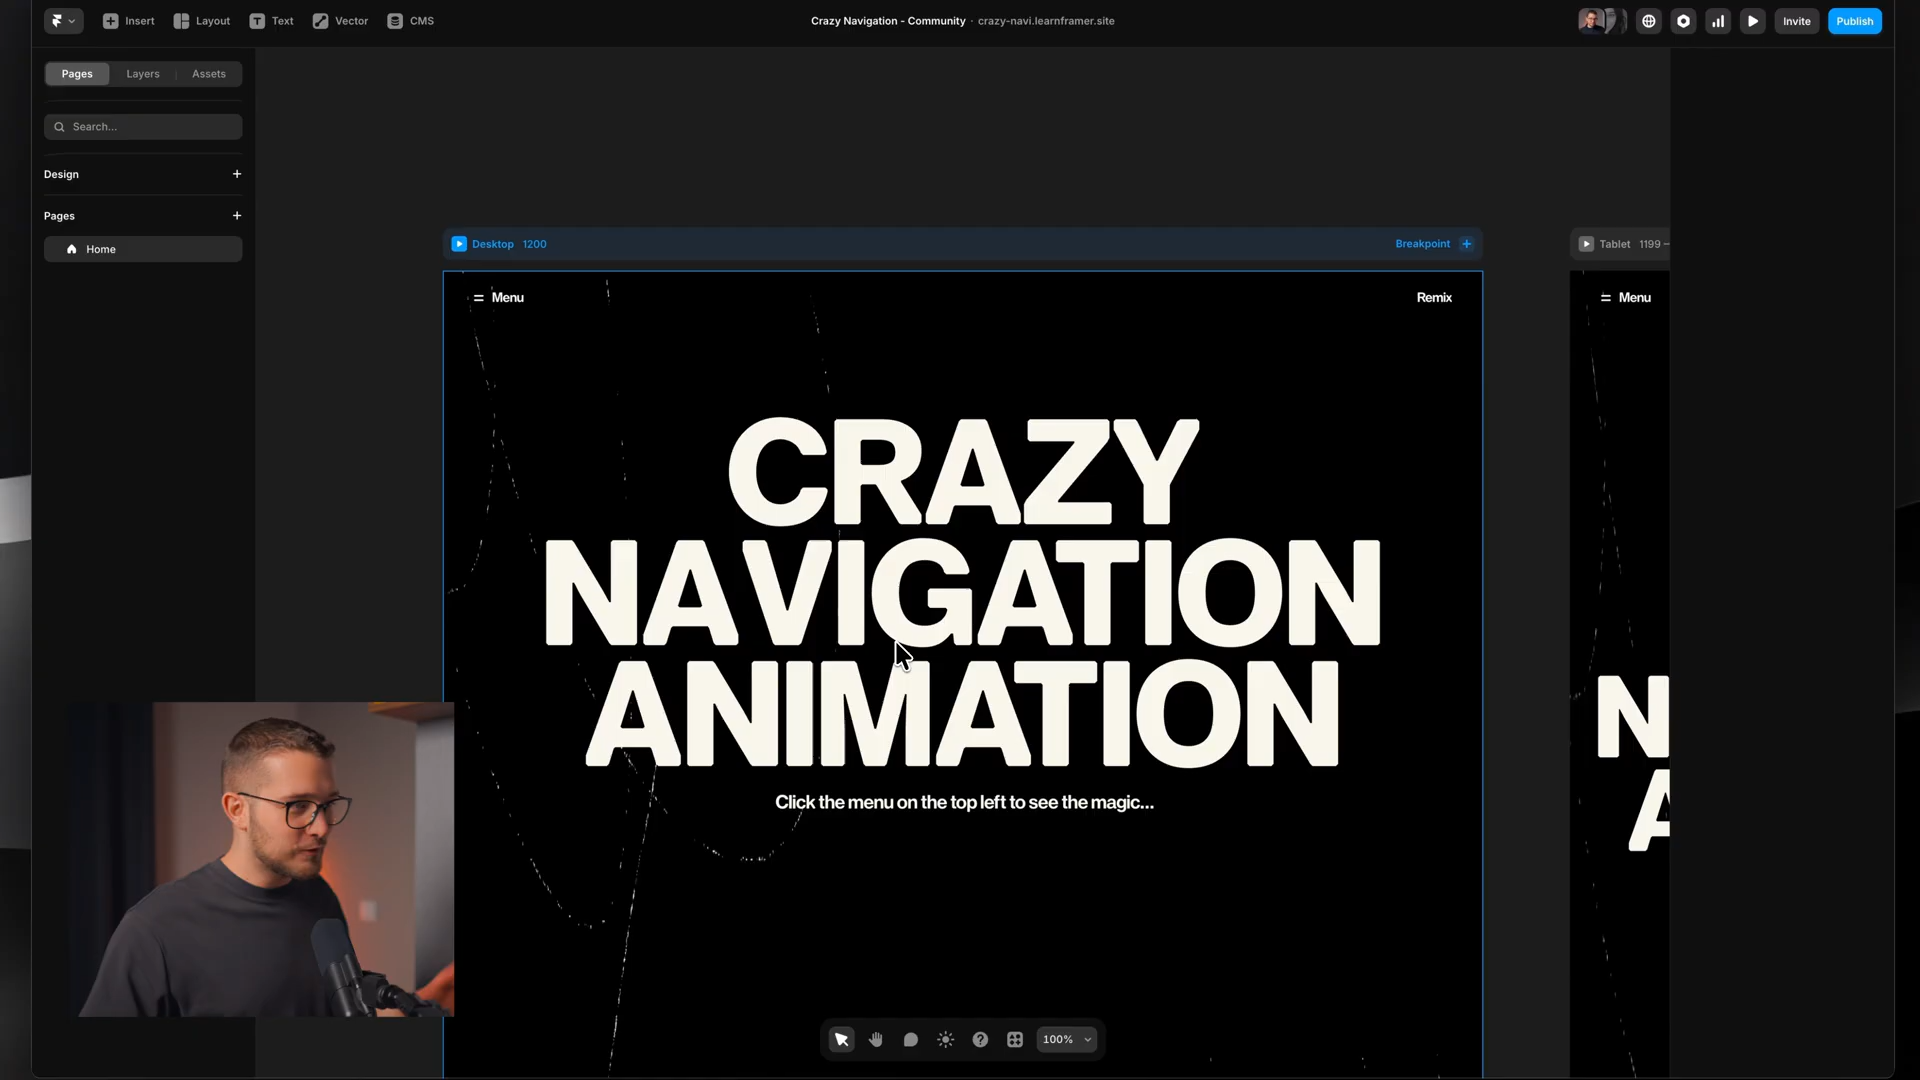 Insert
Layout
Text
Vector
CMS
Crazy Navigation - Community · crazy-navi.learnframer.site
Invite
Publish
Pages
Layers
Assets
Search...
Design
Pages
Home
Desktop 1200
Breakpoint
Tablet 1199 –
Menu
Remix
Menu
CRAZY
NAVIGATION
ANIMATION
Click the menu on the top left to see the magic...
N
A
100%